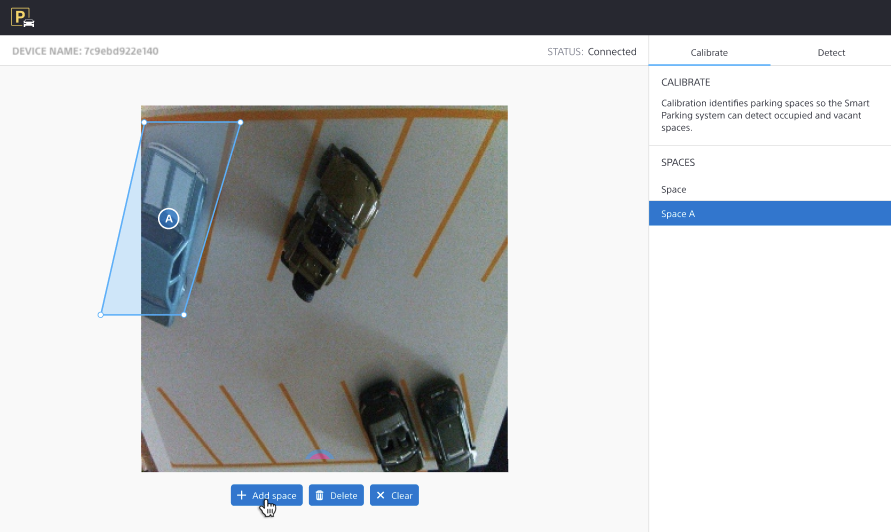 P
DEVICE NAME: 7c9ebd922e140
STATUS: Connected
Calibrate
Detect
CALIBRATE
Calibration identifies parking spaces so the Smart
Parking system can detect occupied and vacant
spaces.
SPACES
Space
Space A
A
Add space
Delete
Clear